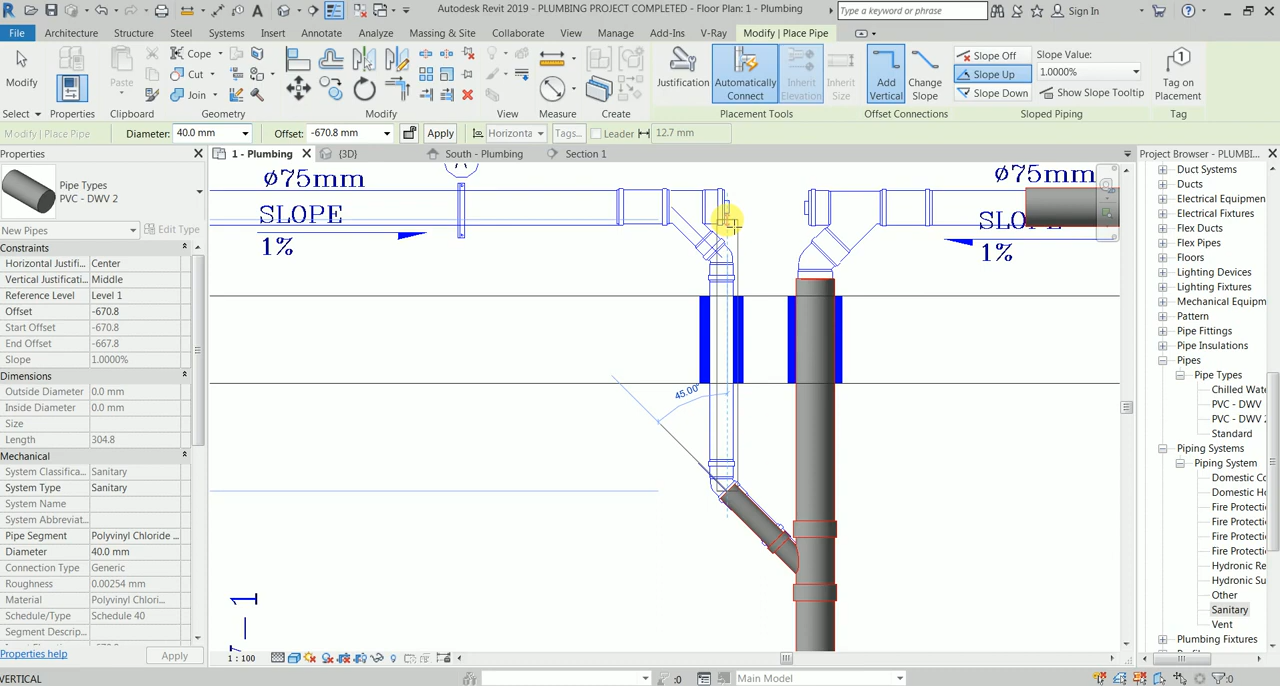 Autodesk Revit 2019 - PLUMBING PROJECT COMPLETED - Floor Plan: 1 - Plumbing
Type a keyword or phrase
Sign In
File
Architecture
Structure
Steel
Systems
Insert
Annotate
Analyze
Massing & Site
Collaborate
View
Manage
Add-Ins
V-Ray
Modify | Place Pipe
Modify
Paste
Cope
Cut
Join
Justification
Automatically
Connect
Inherit
Elevation
Inherit
Size
Add
Vertical
Change
Slope
Slope Off
Slope Up
Slope Down
Slope Value:
1.0000%
Show Slope Tooltip
Tag on
Placement
Select
Properties
Clipboard
Geometry
Modify
View
Measure
Create
Placement Tools
Offset Connections
Sloped Piping
Tag
Modify | Place Pipe
Diameter: 40.0 mm
Offset: -670.8 mm
Apply
Horizonta
Tags...
Leader
12.7 mm
Properties
1 - Plumbing
{3D}
South - Plumbing
Section 1
Project Browser - PLUMBI...
Pipe Types
PVC - DWV 2
New Pipes
Edit Type
Constraints
Horizontal Justifi... Center
Vertical Justificati... Middle
Reference Level Level 1
Offset -670.8
Start Offset -670.8
End Offset -667.8
Slope 1.0000%
Dimensions
Outside Diameter 0.0 mm
Inside Diameter 0.0 mm
Size
Length 304.8
Mechanical
System Classifica... Sanitary
System Type Sanitary
System Name
System Abbreviat...
Pipe Segment Polyvinyl Chloride ...
Diameter 40.0 mm
Connection Type Generic
Roughness 0.00254 mm
Material Polyvinyl Chlori...
Schedule/Type Schedule 40
Segment Descrip...
Properties help
Apply
ø75mm
SLOPE
1%
A
ø75mm
SLOPE
1%
45.00°
Duct Systems
Ducts
Electrical Equipmen
Electrical Fixtures
Flex Ducts
Flex Pipes
Floors
Lighting Devices
Lighting Fixtures
Mechanical Equipm
Pattern
Pipe Fittings
Pipe Insulations
Pipes
Pipe Types
Chilled Wate
PVC - DWV
PVC - DWV 2
Standard
Piping Systems
Piping System
Domestic Co
Domestic Ho
Fire Protectio
Fire Protectio
Fire Protectio
Fire Protectio
Hydronic Re
Hydronic Su
Other
Sanitary
Vent
Plumbing Fixtures
1 : 100
VERTICAL
:0
Main Model
:0